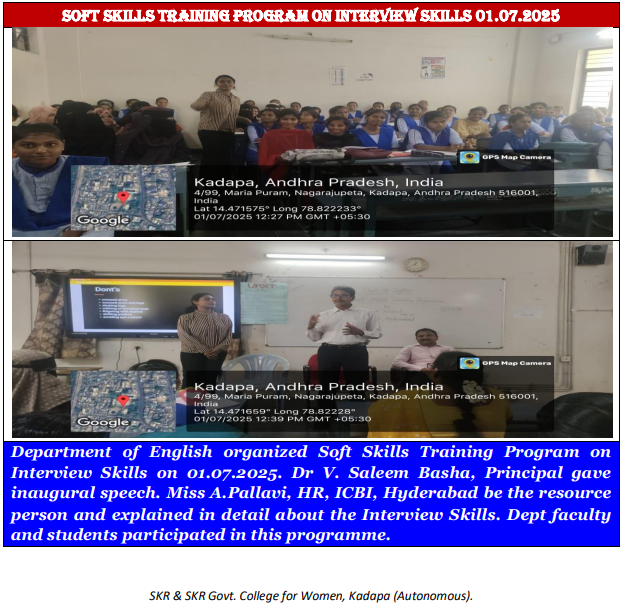 SOFT SKILLS TRAINING PROGRAM ON INTERVIEW SKILLS 01.07.2025
GPS Map Camera
Kadapa, Andhra Pradesh, India
4/99, Maria Puram, Nagarajupeta, Kadapa, Andhra Pradesh 516001,
India
Lat 14.471575° Long 78.822233°
01/07/2025 12:27 PM GMT +05:30
Google
Dont's
GPS Map Camera
Kadapa, Andhra Pradesh, India
4/99, Maria Puram, Nagarajupeta, Kadapa, Andhra Pradesh 516001,
India
Lat 14.471659° Long 78.82228°
01/07/2025 12:39 PM GMT +05:30
Google
Department of English organized Soft Skills Training Program on
Interview Skills on 01.07.2025. Dr V. Saleem Basha, Principal gave
inaugural speech. Miss A.Pallavi, HR, ICBI, Hyderabad be the resource
person and explained in detail about the Interview Skills. Dept faculty
and students participated in this programme.
SKR & SKR Govt. College for Women, Kadapa (Autonomous).